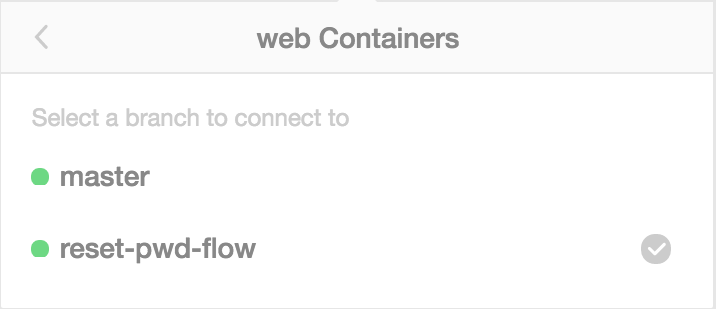 web Containers
Select a branch to connect to
master
reset-pwd-flow